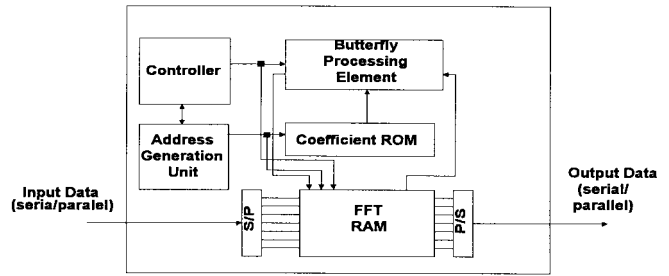 Controller
Butterfly
Processing
Element
Address
Generation
Unit
Coefficient ROM
Input Data
(seria/paralel)
S/P
FFT
RAM
P/S
Output Data
(serial/
parallel)